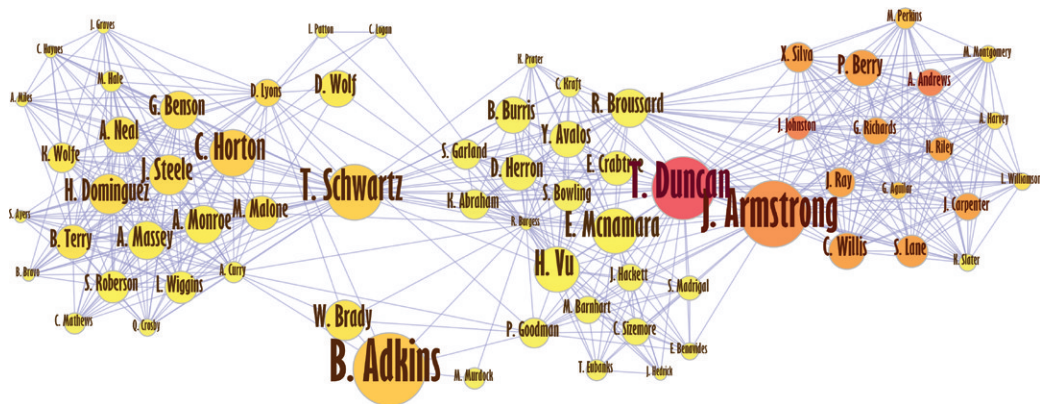 J. Graves
C. Haynes
M. Hale
A. Miles
G. Benson
A. Neal
K. Wolfe
C. Horton
J. Steele
H. Dominguez
S. Ayers
B. Terry
A. Massey
A. Monroe
M. Malone
B. Bravo
S. Roberson
L. Wiggins
A. Curry
C. Mathews
Q. Crosby
L. Patton
C. Logan
D. Lyons
D. Wolf
T. Schwartz
W. Brady
B. Adkins
M. Murdock
K. Prater
C. Kraft
B. Burris
R. Broussard
Y. Avalos
S. Garland
D. Herron
E. Crabtree
K. Abraham
S. Bowling
R. Burgess
E. Mcnamara
H. Vu
J. Hackett
S. Madrigal
M. Barnhart
P. Goodman
C. Sizemore
E. Benavides
T. Eubanks
J. Hedrick
T. Duncan
J. Armstrong
M. Perkins
X. Silva
P. Berry
M. Montgomery
A. Andrews
J. Johnston
G. Richards
A. Harvey
N. Riley
J. Ray
G. Aguilar
L. Williamson
J. Carpenter
C. Willis
S. Lane
H. Slater